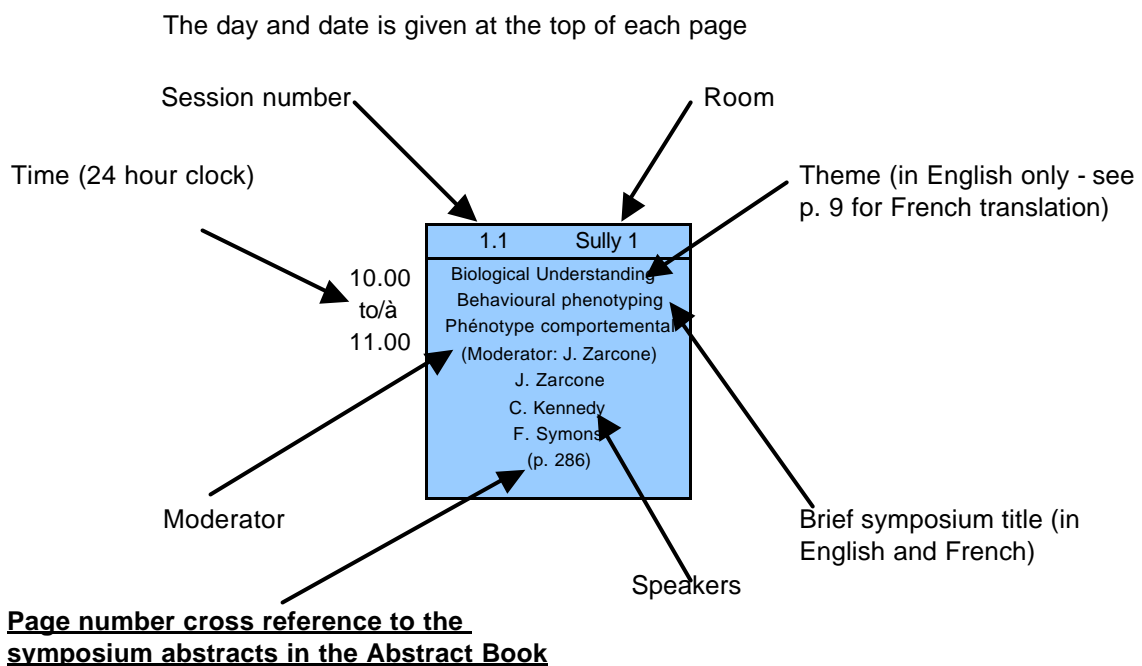 The day and date is given at the top of each page
Session number
Room
Time (24 hour clock)
Theme (in English only - see
p. 9 for French translation)
1.1 Sully 1
10.00
to/à
11.00
Biological Understanding
Behavioural phenotyping
Phénotype comportemental
(Moderator: J. Zarcone)
J. Zarcone
C. Kennedy
F. Symons
(p. 286)
Moderator
Brief symposium title (in
English and French)
Speakers
Page number cross reference to the
symposium abstracts in the Abstract Book